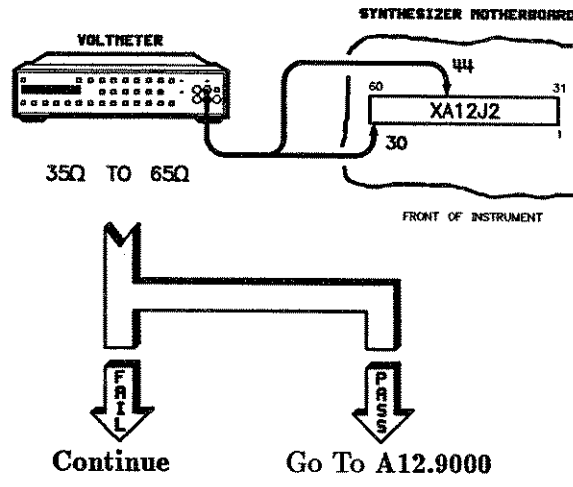 SYNTHESIZER MOTHERBOARD
VOLTMETER
44
60
31
XA12J2
30
1
35Ω TO 65Ω
FRONT OF INSTRUMENT
FAIL
PASS
Continue
Go To A12.9000